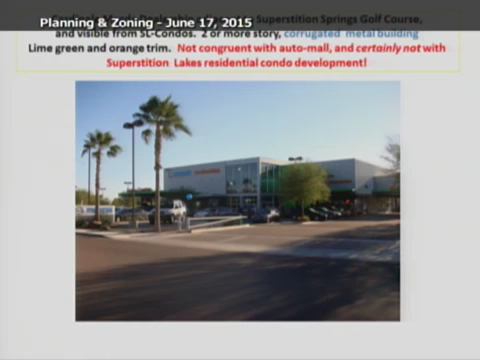 Planning & Zoning - June 17, 2015
Superstition Springs Golf Course,
and visible from SL-Condos. 2 or more story, corrugated metal building
Lime green and orange trim. Not congruent with auto-mall, and certainly not with
Superstition Lakes residential condo development!